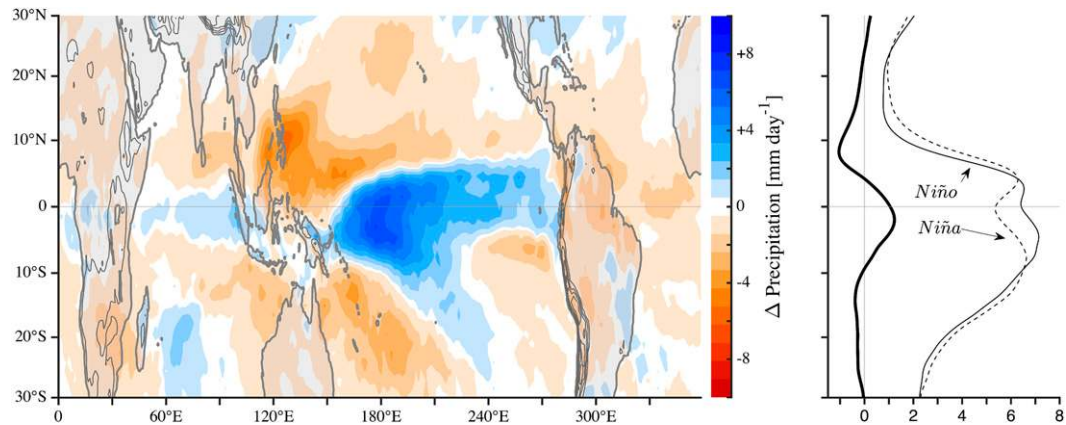 30°N
20°N
10°N
0
10°S
20°S
30°S
0
60°E
120°E
180°E
240°E
300°E
+8
+4
0
-4
-8
Δ Precipitation [mm day⁻¹]
Niño
Niña
0
2
4
6
8